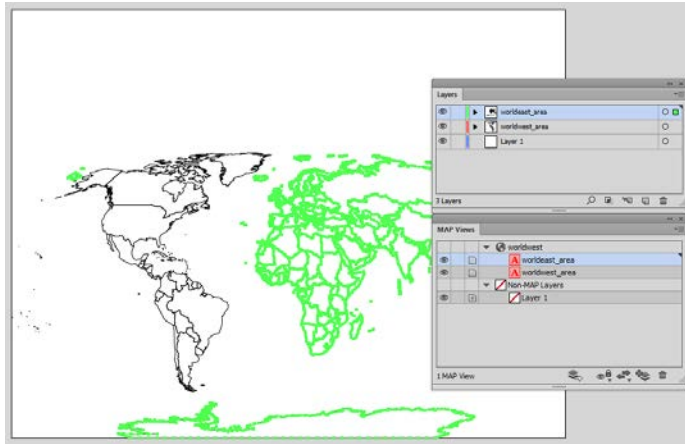 Layers
worldeast_area
worldwest_area
Layer 1
3 Layers
MAP Views
worldwest
A worldeast_area
A worldwest_area
Non-MAP Layers
Layer 1
1 MAP View